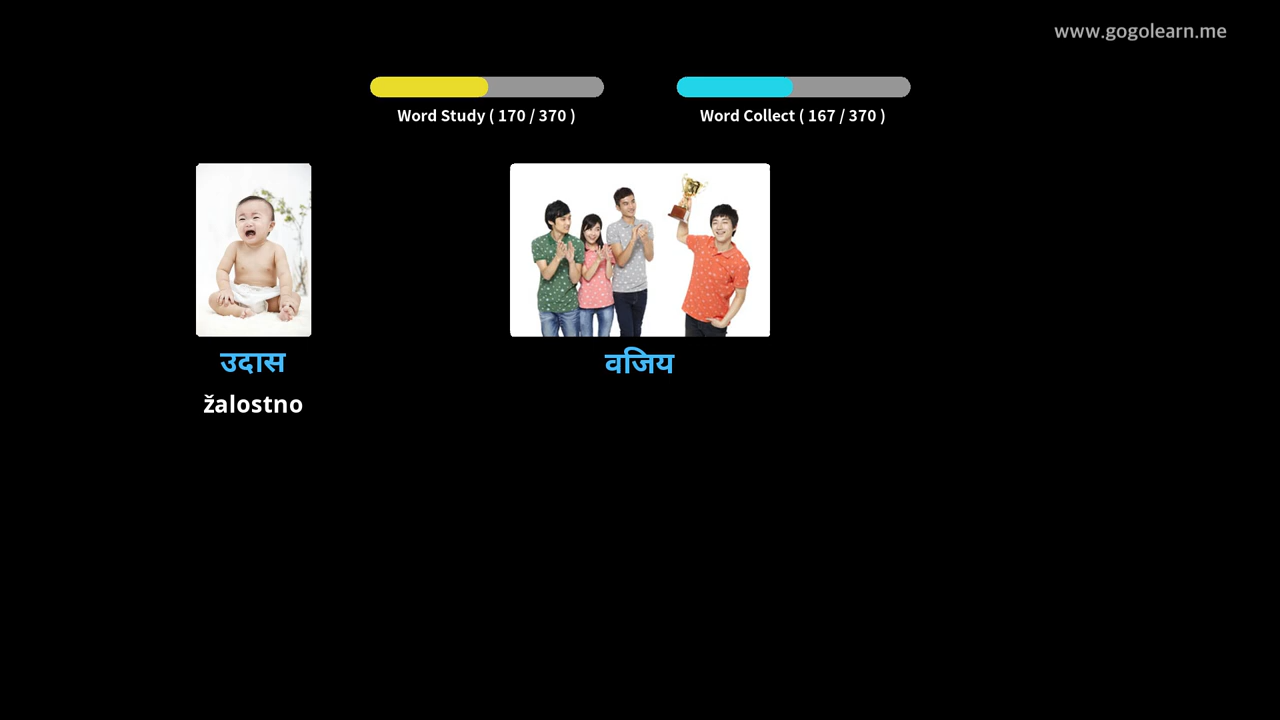 www.gogolearn.me
Word Study ( 170 / 370 )
Word Collect ( 167 / 370 )
उदास
वजिय
žalostno